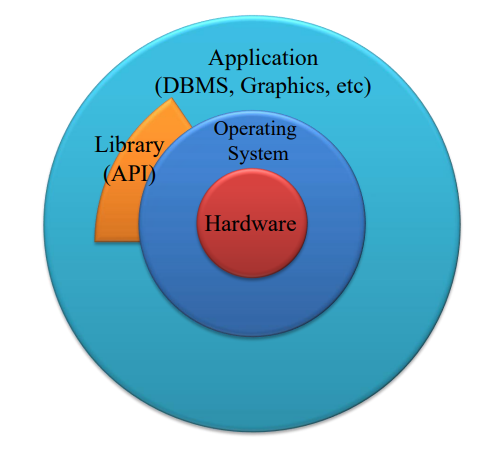 Application
(DBMS, Graphics, etc)
Library
(API)
Operating
System
Hardware